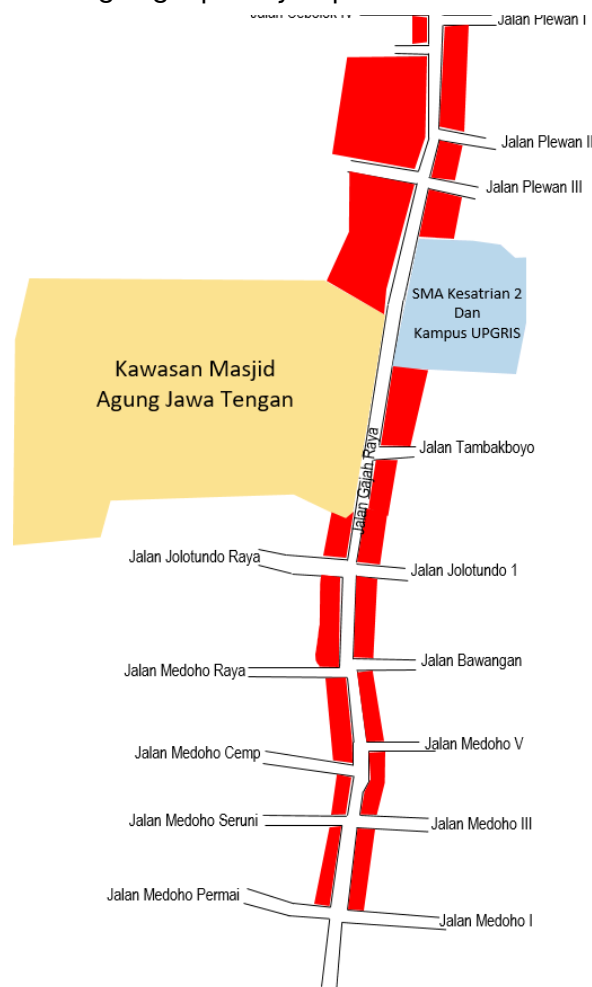 Jalan Plewan I
Jalan Plewan II
Jalan Plewan III
SMA Kesatrian 2
Dan
Kampus UPGRIS
Kawasan Masjid
Agung Jawa Tengan
Jalan Gajah Raya
Jalan Tambakboyo
Jalan Jolotundo Raya
Jalan Jolotundo 1
Jalan Bawangan
Jalan Medoho Raya
Jalan Medoho V
Jalan Medoho Cemp
Jalan Medoho Seruni
Jalan Medoho III
Jalan Medoho Permai
Jalan Medoho I